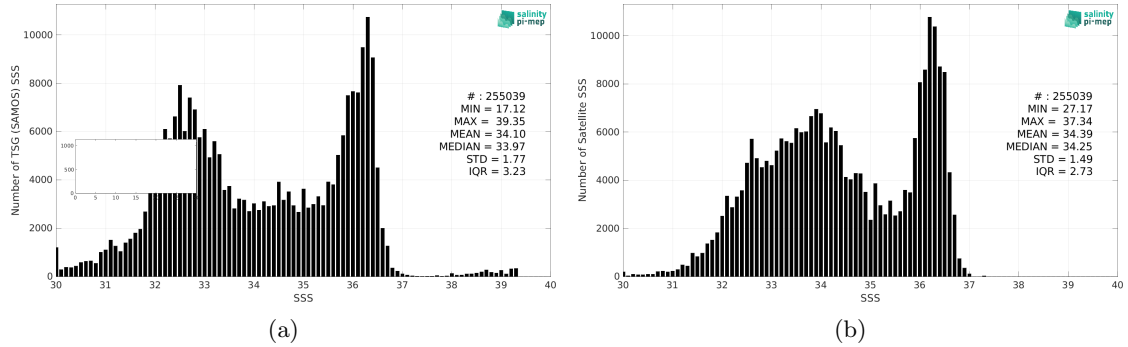 salinity
pi-mep
10000
8000
6000
4000
2000
0
Number of TSG (SAMOS) SSS
# : 255039
MIN = 17.12
MAX = 39.35
MEAN = 34.10
MEDIAN = 33.97
STD = 1.77
IQR = 3.23
1000
500
0
0 5 10 15
30 31 32 33 34 35 36 37 38 39 40
SSS
(a)
salinity
pi-mep
10000
8000
6000
4000
2000
0
Number of Satellite SSS
# : 255039
MIN = 27.17
MAX = 37.34
MEAN = 34.39
MEDIAN = 34.25
STD = 1.49
IQR = 2.73
30 31 32 33 34 35 36 37 38 39 40
SSS
(b)